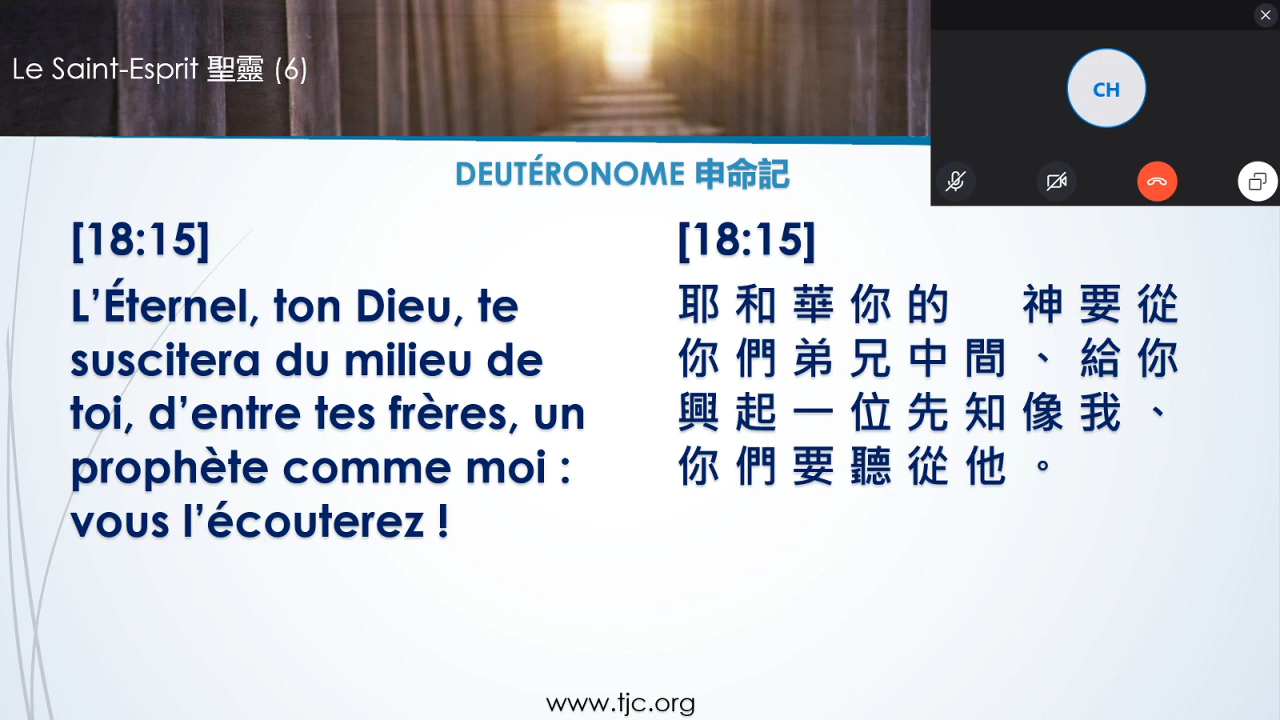 Le Saint-Esprit 聖靈 (6)
CH
DEUTÉRONOME 申命記
[18:15]
L’Éternel, ton Dieu, te
suscitera du milieu de
toi, d’entre tes frères, un
prophète comme moi :
vous l’écouterez !
[18:15]
耶和華你的　神要從
你們弟兄中間、給你
興起一位先知像我、
你們要聽從他。
www.tjc.org